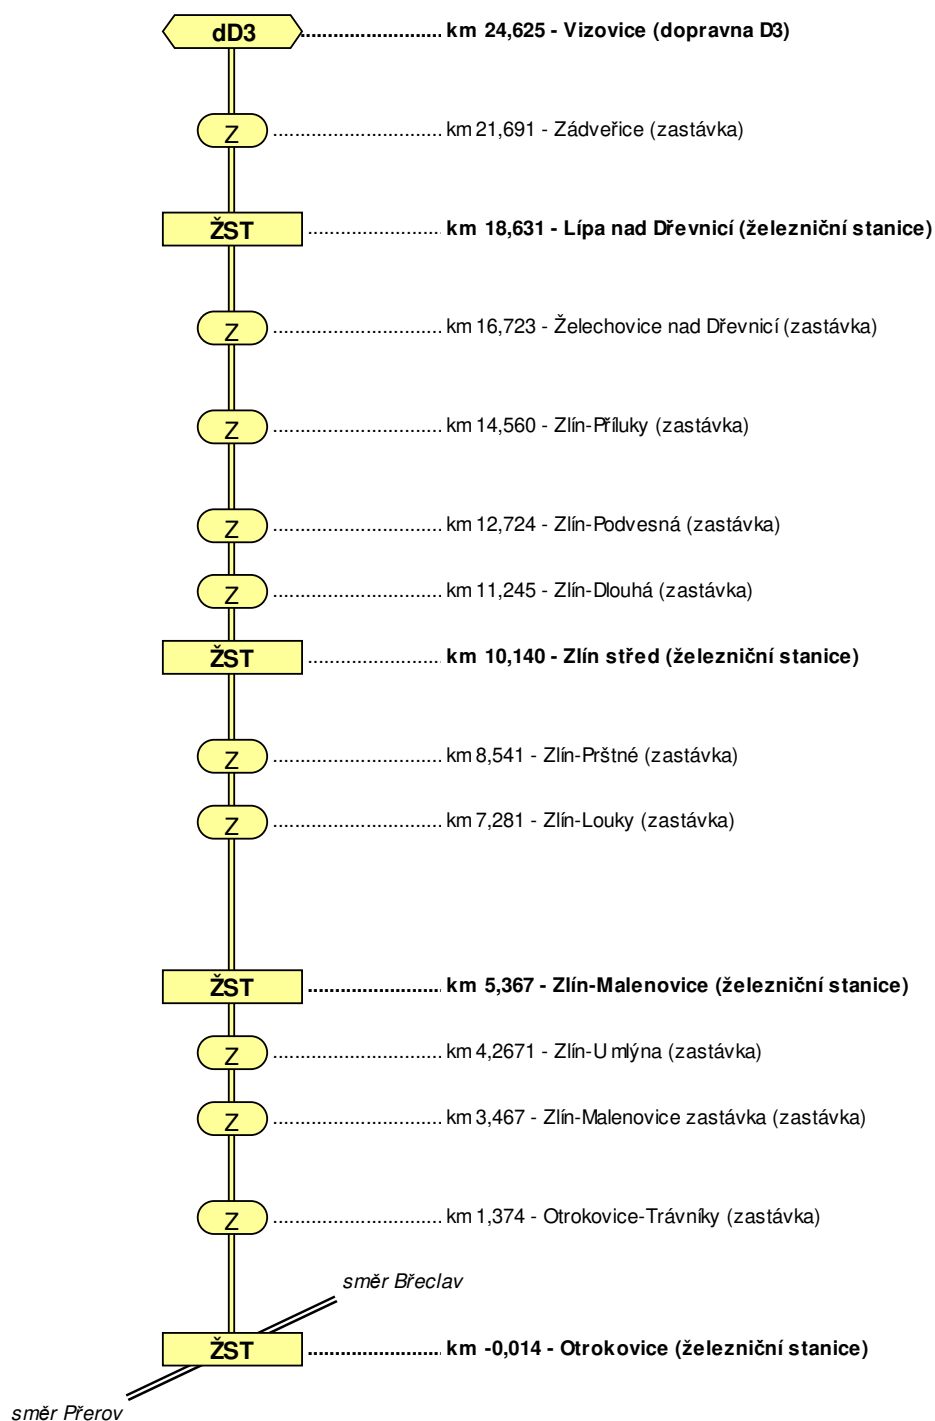 dD3 km 24,625 - Vizovice (dopravna D3)
Z km 21,691 - Zádveřice (zastávka)
ŽST km 18,631 - Lípa nad Dřevnicí (železniční stanice)
Z km 16,723 - Želechovice nad Dřevnicí (zastávka)
Z km 14,560 - Zlín-Příluky (zastávka)
Z km 12,724 - Zlín-Podvesná (zastávka)
Z km 11,245 - Zlín-Dlouhá (zastávka)
ŽST km 10,140 - Zlín střed (železniční stanice)
Z km 8,541 - Zlín-Prštné (zastávka)
Z km 7,281 - Zlín-Louky (zastávka)
ŽST km 5,367 - Zlín-Malenovice (železniční stanice)
Z km 4,2671 - Zlín-U mlýna (zastávka)
Z km 3,467 - Zlín-Malenovice zastávka (zastávka)
Z km 1,374 - Otrokovice-Trávníky (zastávka)
směr Břeclav
ŽST km -0,014 - Otrokovice (železniční stanice)
směr Přerov